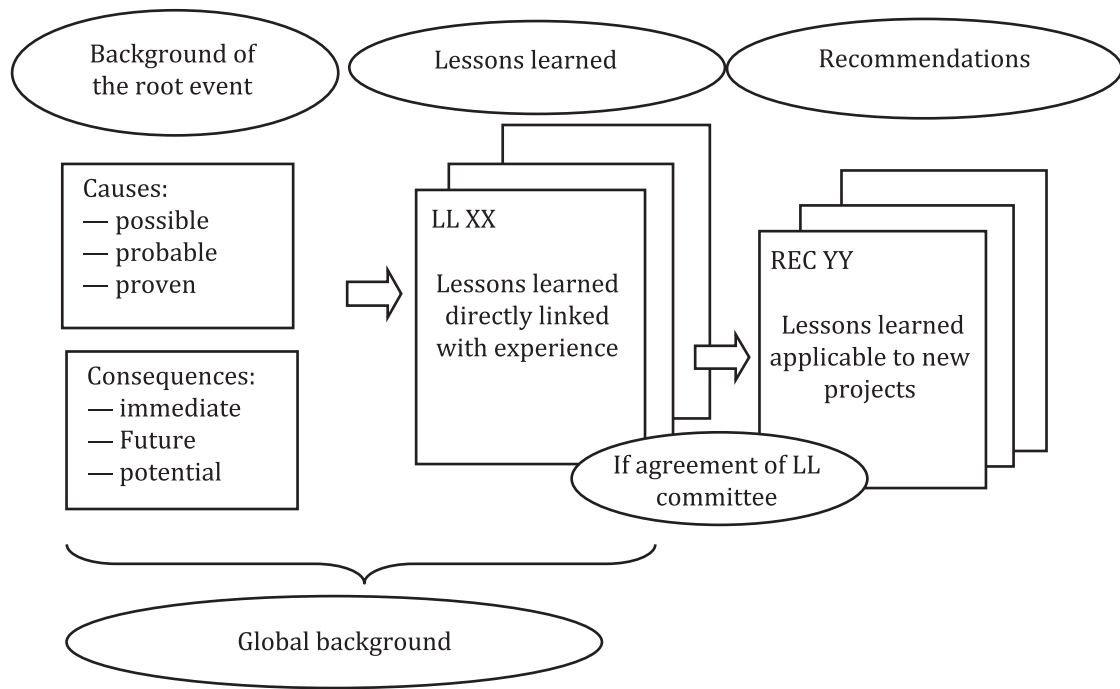 Background of
the root event
Lessons learned
Recommendations
Causes:
— possible
— probable
— proven
Consequences:
— immediate
— Future
— potential
LL XX
Lessons learned
directly linked
with experience
REC YY
Lessons learned
applicable to new
projects
If agreement of LL
committee
Global background